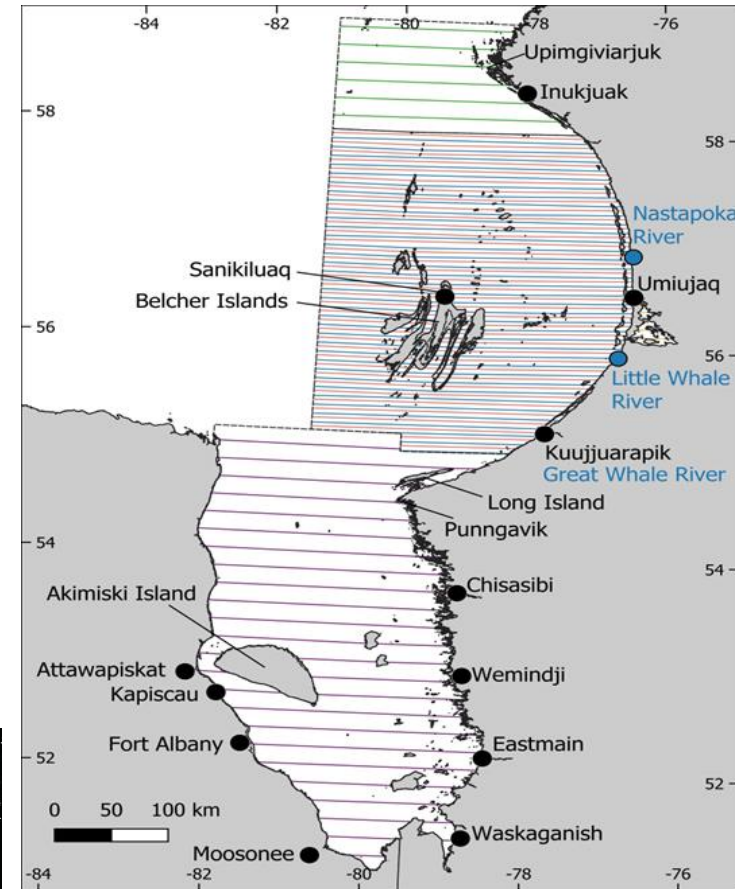 -84
-82
-80
-78
-76
Upimgiviarjuk
Inukjuak
58
58
Nastapoka
River
Sanikiluaq
Umiujaq
Belcher Islands
56
56
Little Whale
River
Kuujjuarapik
Great Whale River
Long Island
Punngavik
54
54
Chisasibi
Akimiski Island
Attawapiskat
Wemindji
Kapiscau
Fort Albany
Eastmain
52
52
0 50 100 km
Waskaganish
Moosonee
-84
-82
-80
-78
-76